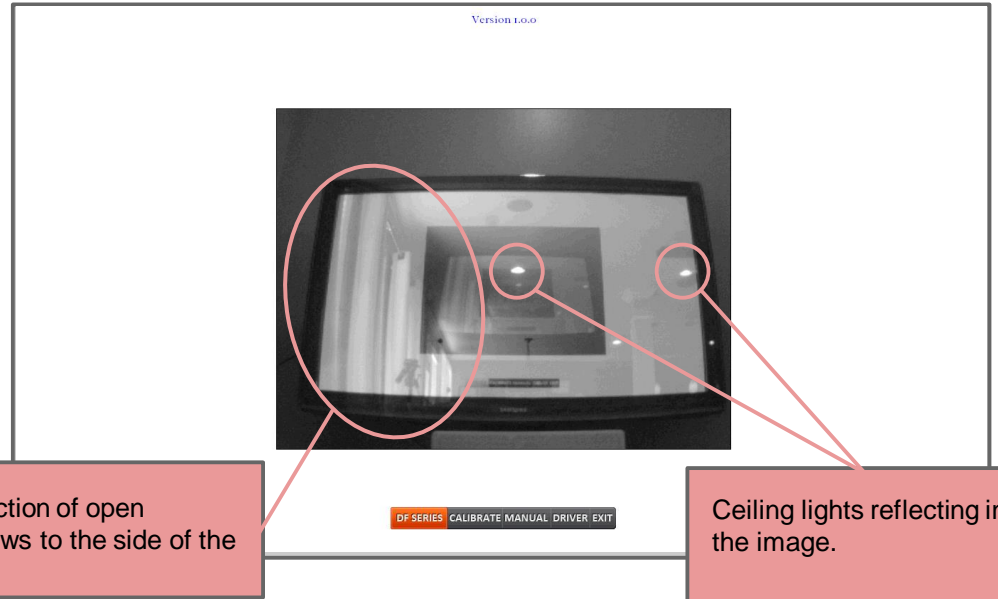 Version 1.0.0
DF SERIES CALIBRATE MANUAL DRIVER EXIT
ction of open
ws to the side of the
Ceiling lights reflecting in
the image.